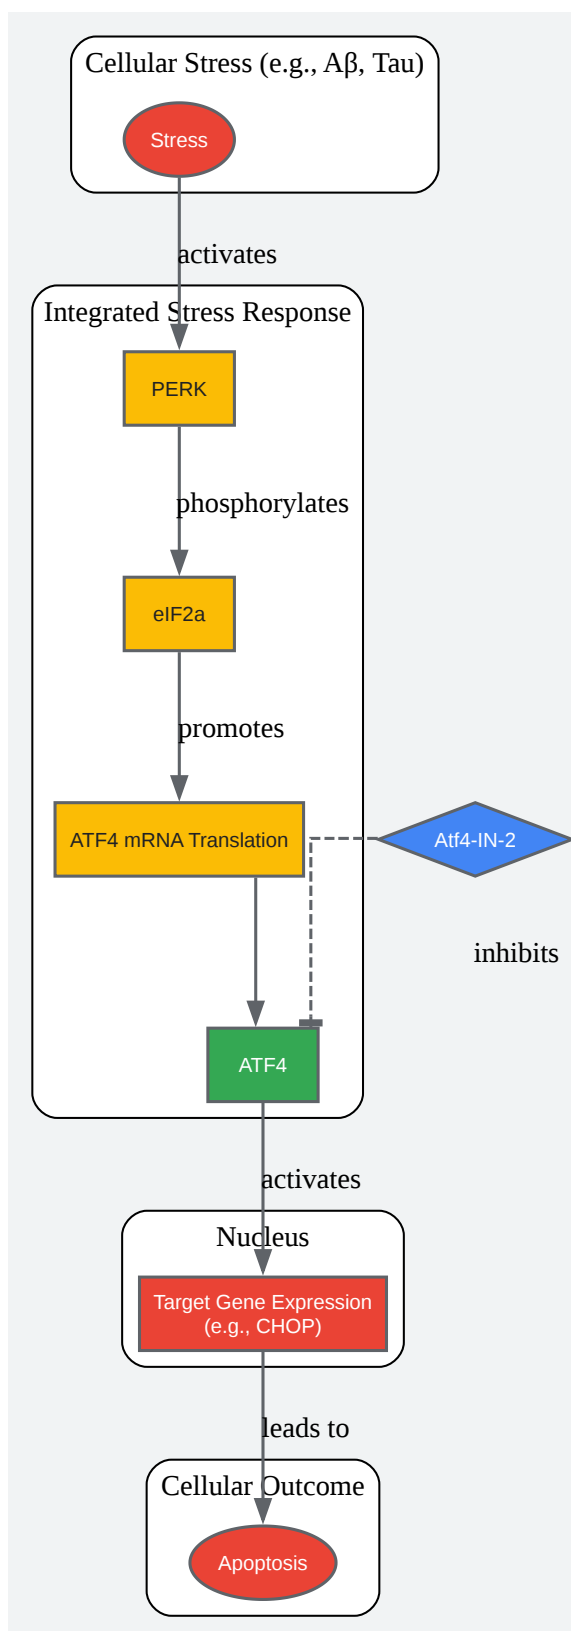 Cellular Stress (e.g., Aβ, Tau)
Stress
activates
Integrated Stress Response
PERK
phosphorylates
eIF2a
promotes
ATF4 mRNA Translation
Atf4-IN-2
inhibits
ATF4
activates
Nucleus
Target Gene Expression
(e.g., CHOP)
leads to
Cellular Outcome
Apoptosis